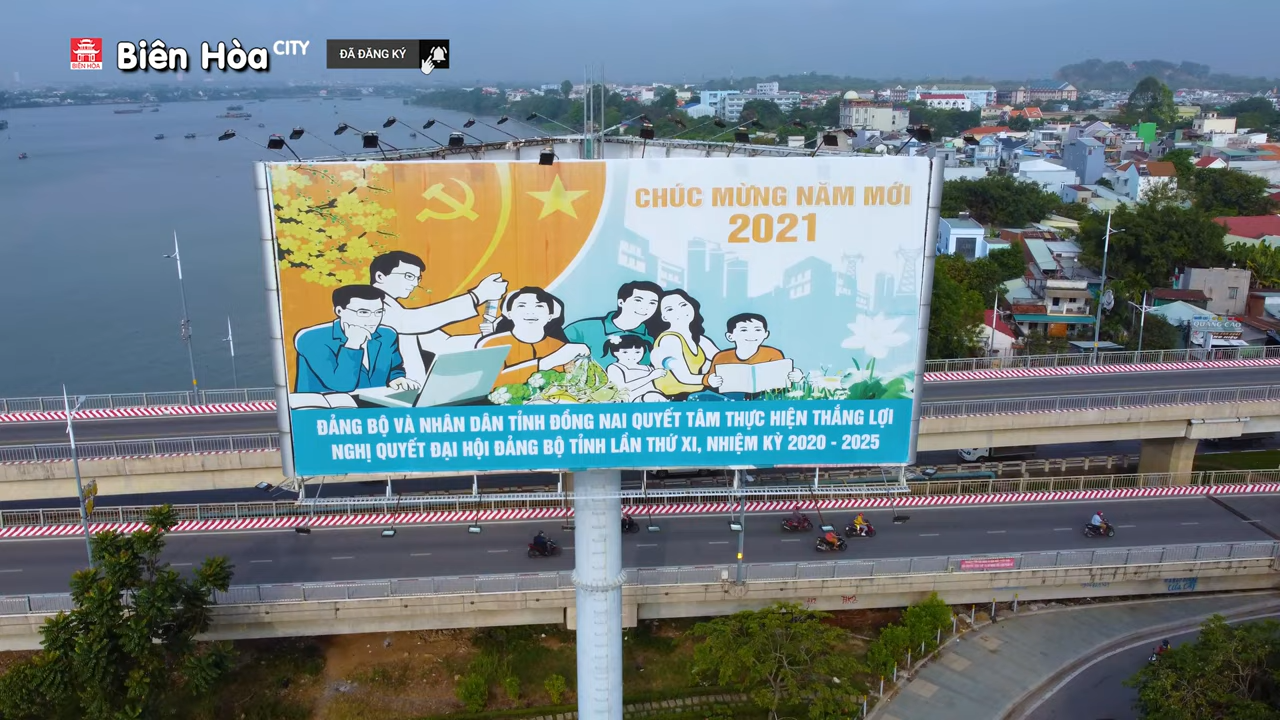 BIÊN HÒA
Biên Hòa CITY
ĐÃ ĐĂNG KÝ
CHÚC MỪNG NĂM MỚI
2021
ĐẢNG BỘ VÀ NHÂN DÂN TỈNH ĐỒNG NAI QUYẾT TÂM THỰC HIỆN THẮNG LỢI
NGHỊ QUYẾT ĐẠI HỘI ĐẢNG BỘ TỈNH LẦN THỨ XI, NHIỆM KỲ 2020 - 2025
QUẢNG CÁO